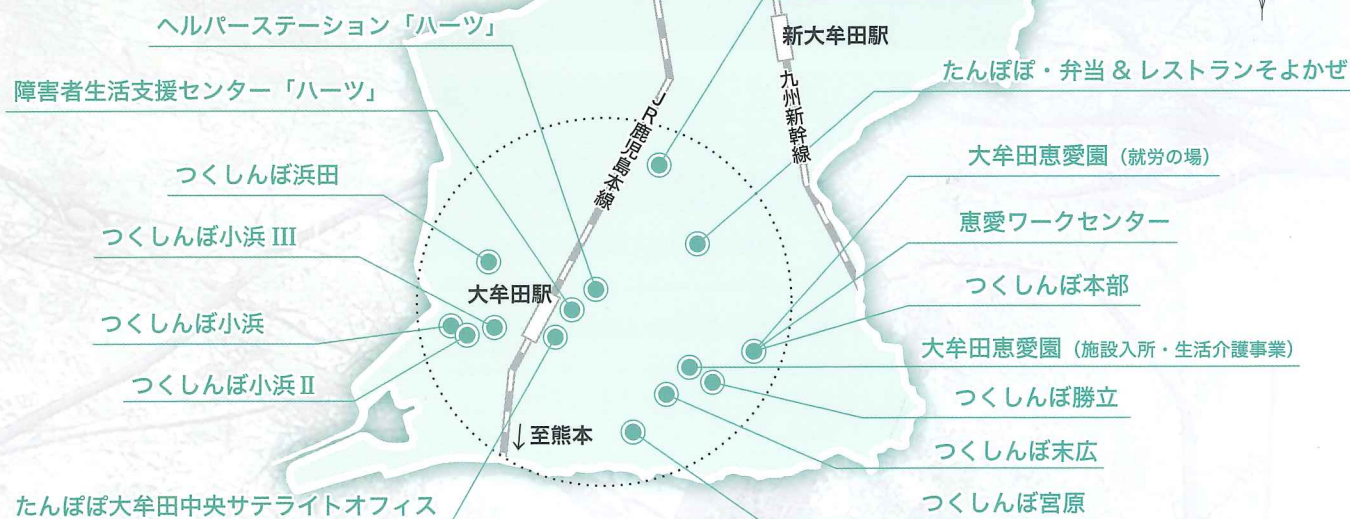 ヘルパーステーション「ハーツ」
障害者生活支援センター「ハーツ」
つくしんぼ浜田
つくしんぼ小浜 III
つくしんぼ小浜
つくしんぼ小浜 II
たんぽぽ大牟田中央サテライトオフィス
JR鹿児島本線
大牟田駅
↓至熊本
新大牟田駅
九州新幹線
たんぽぽ・弁当 & レストランそよかぜ
大牟田恵愛園（就労の場）
恵愛ワークセンター
つくしんぼ本部
大牟田恵愛園（施設入所・生活介護事業）
つくしんぼ勝立
つくしんぼ末広
つくしんぼ宮原